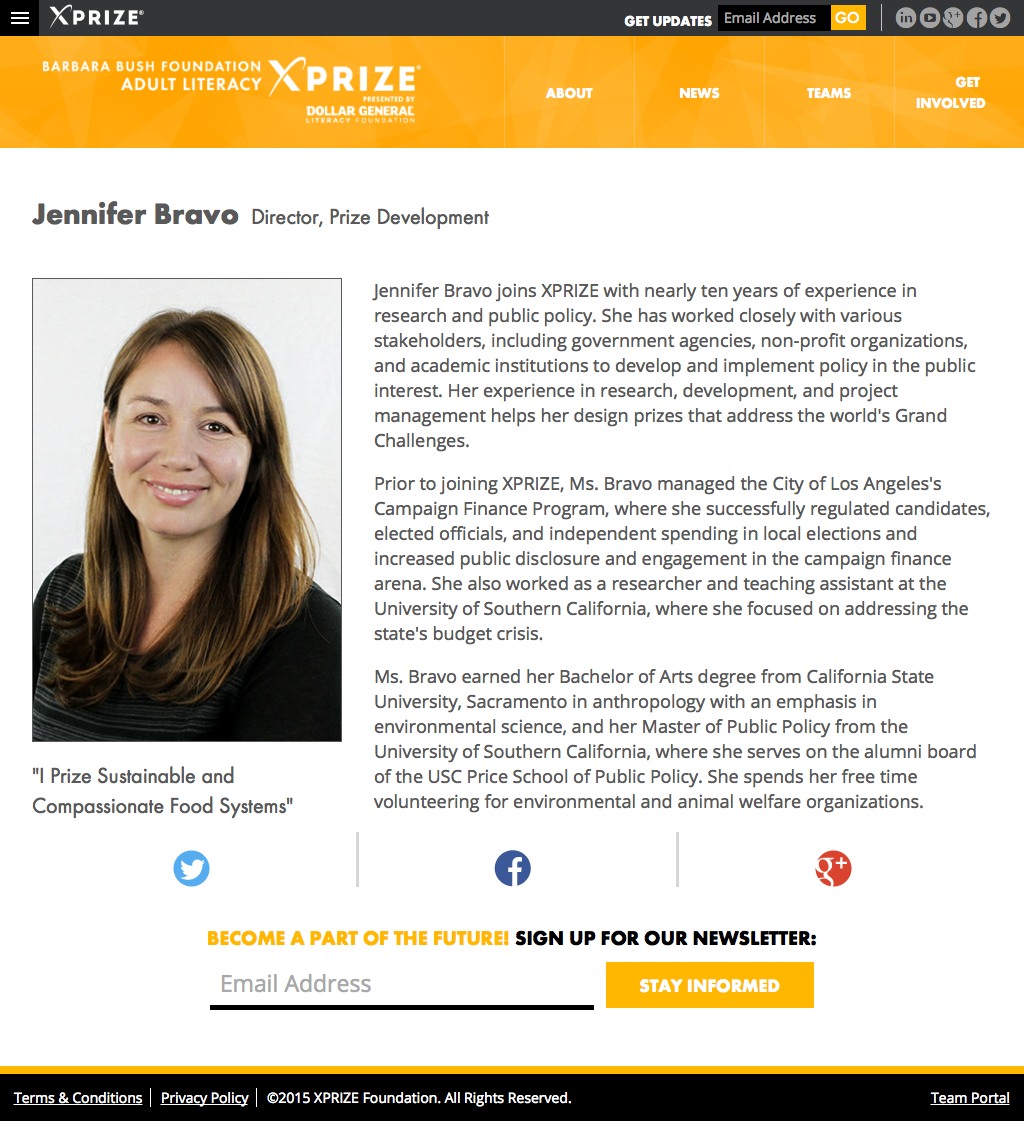 XPRIZE®
GET UPDATES Email Address GO
BARBARA BUSH FOUNDATION
ADULT LITERACY
XPRIZE®
PRESENTED BY
DOLLAR GENERAL
LITERACY FOUNDATION
ABOUT
NEWS
TEAMS
GET
INVOLVED
Jennifer Bravo Director, Prize Development
Jennifer Bravo joins XPRIZE with nearly ten years of experience in
research and public policy. She has worked closely with various
stakeholders, including government agencies, non-profit organizations,
and academic institutions to develop and implement policy in the public
interest. Her experience in research, development, and project
management helps her design prizes that address the world's Grand
Challenges.
Prior to joining XPRIZE, Ms. Bravo managed the City of Los Angeles's
Campaign Finance Program, where she successfully regulated candidates,
elected officials, and independent spending in local elections and
increased public disclosure and engagement in the campaign finance
arena. She also worked as a researcher and teaching assistant at the
University of Southern California, where she focused on addressing the
state's budget crisis.
Ms. Bravo earned her Bachelor of Arts degree from California State
University, Sacramento in anthropology with an emphasis in
environmental science, and her Master of Public Policy from the
University of Southern California, where she serves on the alumni board
of the USC Price School of Public Policy. She spends her free time
volunteering for environmental and animal welfare organizations.
"I Prize Sustainable and
Compassionate Food Systems"
BECOME A PART OF THE FUTURE! SIGN UP FOR OUR NEWSLETTER:
Email Address
STAY INFORMED
Terms & Conditions Privacy Policy ©2015 XPRIZE Foundation. All Rights Reserved. Team Portal